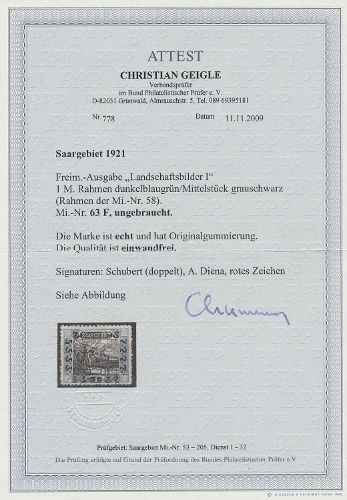 ATTEST
CHRISTIAN GEIGLE
Verbandsprüfer
im Bund Philatelistischer Prüfer e. V.
D-82031 Grünwald, Almrauschstr. 5, Tel. 089 69395181
Nr 778 Datum 11.11.2009
Saargebiet 1921
Freim.-Ausgabe „Landschaftsbilder I“
1 M. Rahmen dunkelblaugrün/Mittelstück grauschwarz
(Rahmen der Mi.-Nr. 58).
Mi.-Nr. 63 F, ungebraucht.
Die Marke ist echt und hat Originalgummierung.
Die Qualität ist einwandfrei.
Signaturen: Schubert (doppelt), A. Diena, rotes Zeichen
Siehe Abbildung
BPP
Prüfgebiet: Saargebiet Mi.-Nr. 53 - 205, Dienst 1 - 32
Die Prüfung erfolgte auf Grund der Prüfordnung des Bundes Philatelistischer Prüfer e. V.